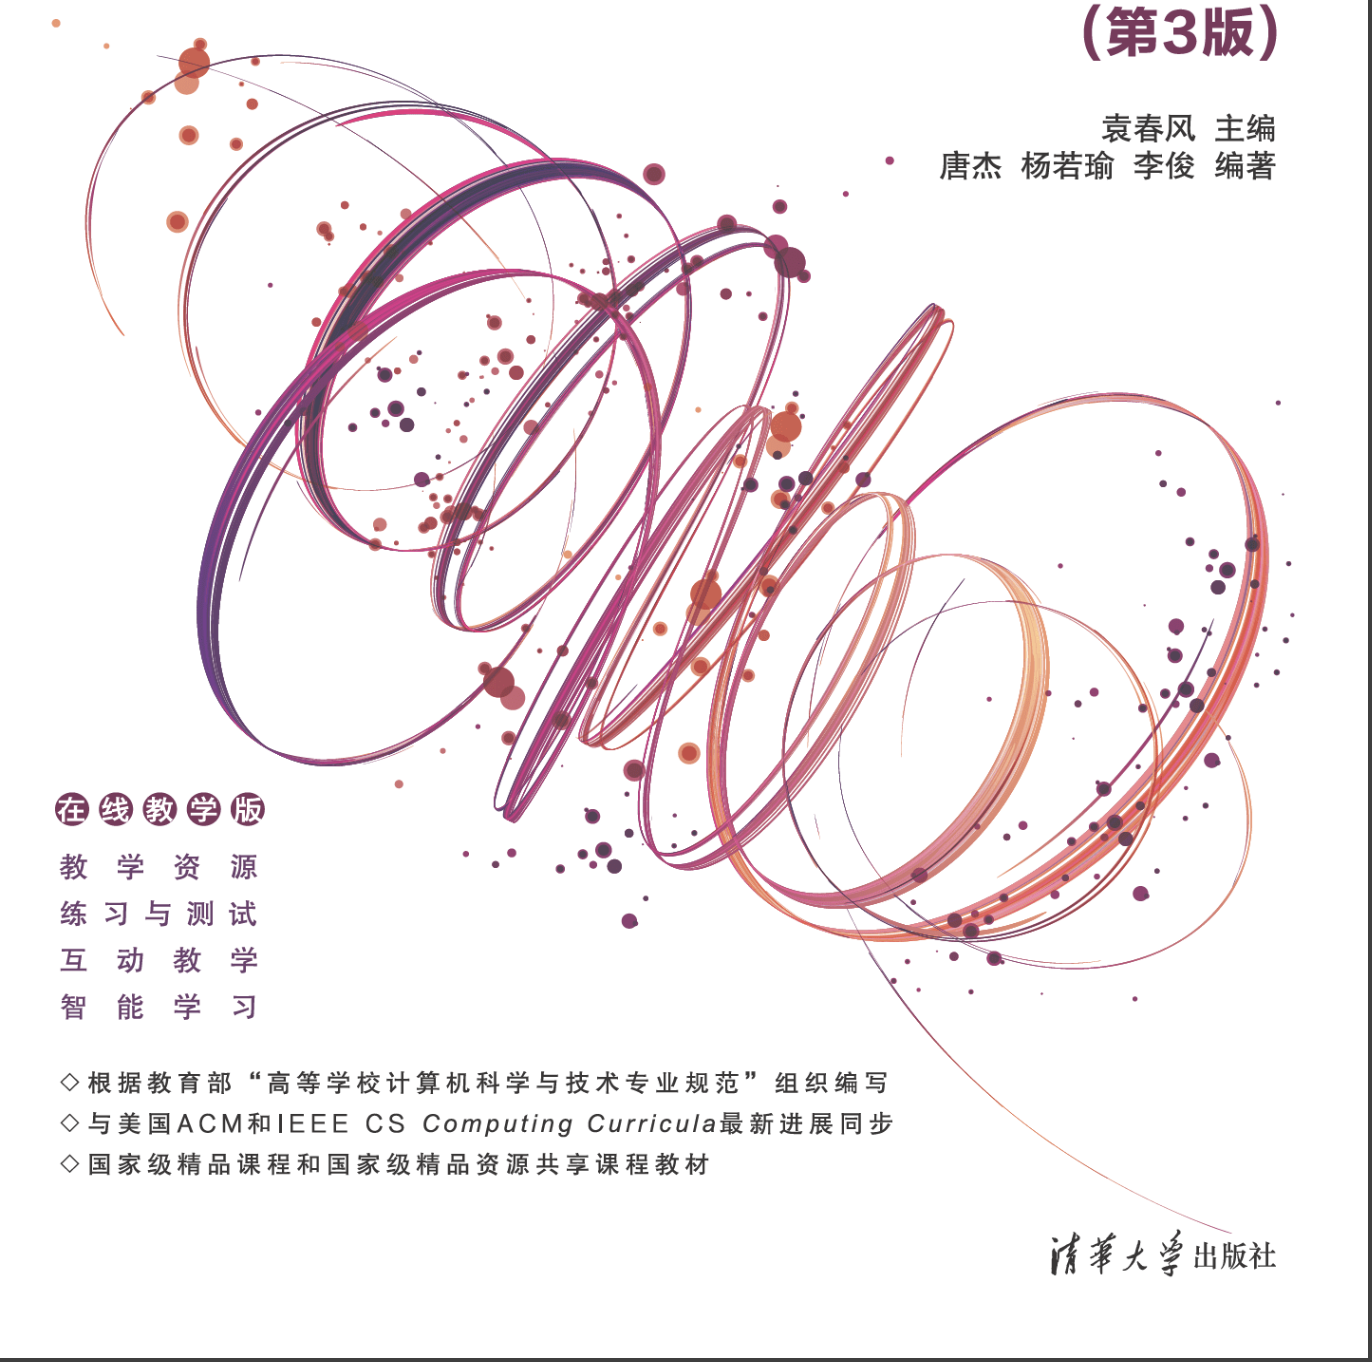 （第3版）
袁春风 主编
唐杰 杨若瑜 李俊 编著
在线教学版
教学资源
练习与测试
互动教学
智能学习
◇根据教育部“高等学校计算机科学与技术专业规范”组织编写
◇与美国ACM和IEEE CS Computing Curricula最新进展同步
◇国家级精品课程和国家级精品资源共享课程教材
清华大学出版社